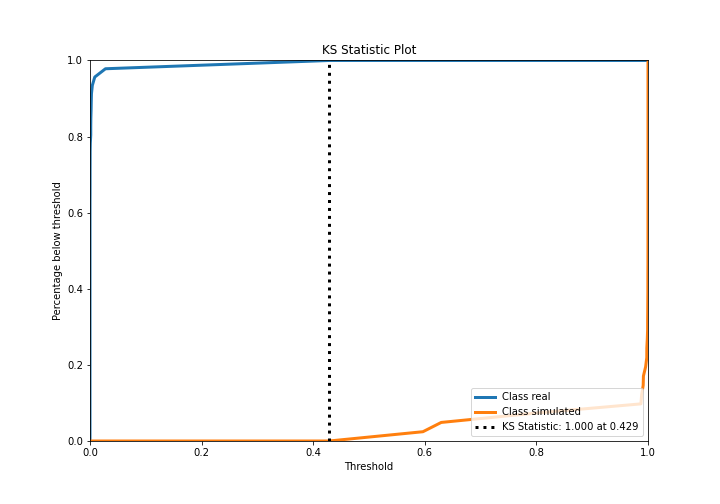 KS Statistic Plot
1.0
0.8
0.6
0.4
0.2
0.0
Percentage below threshold
0.0 0.2 0.4 0.6 0.8 1.0
Threshold
Class real
Class simulated
KS Statistic: 1.000 at 0.429